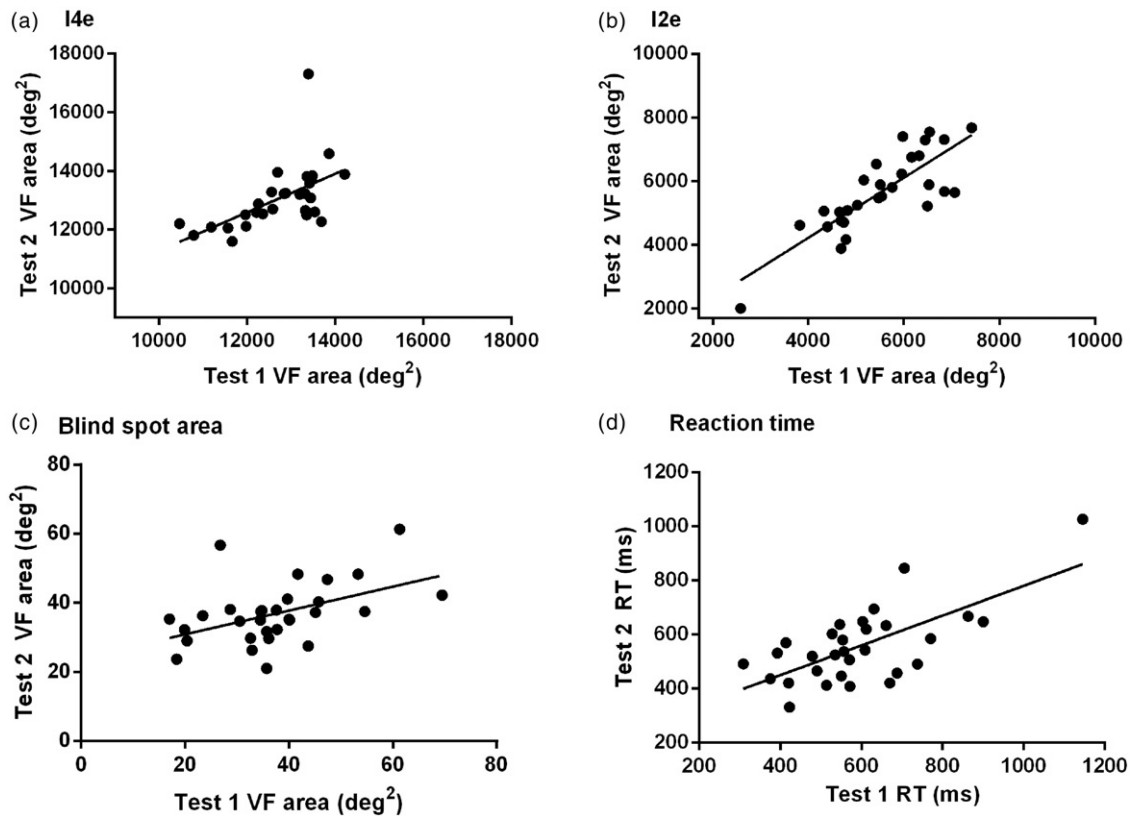 (a) I4e
18000
16000
14000
12000
10000
Test 2 VF area (deg²)
10000 12000 14000 16000 18000
Test 1 VF area (deg²)
(b) I2e
10000
8000
6000
4000
2000
Test 2 VF area (deg²)
2000 4000 6000 8000 10000
Test 1 VF area (deg²)
(c) Blind spot area
80
60
40
20
0
Test 2 VF area (deg²)
0 20 40 60 80
Test 1 VF area (deg²)
(d) Reaction time
1200
1000
800
600
400
200
Test 2 RT (ms)
200 400 600 800 1000 1200
Test 1 RT (ms)